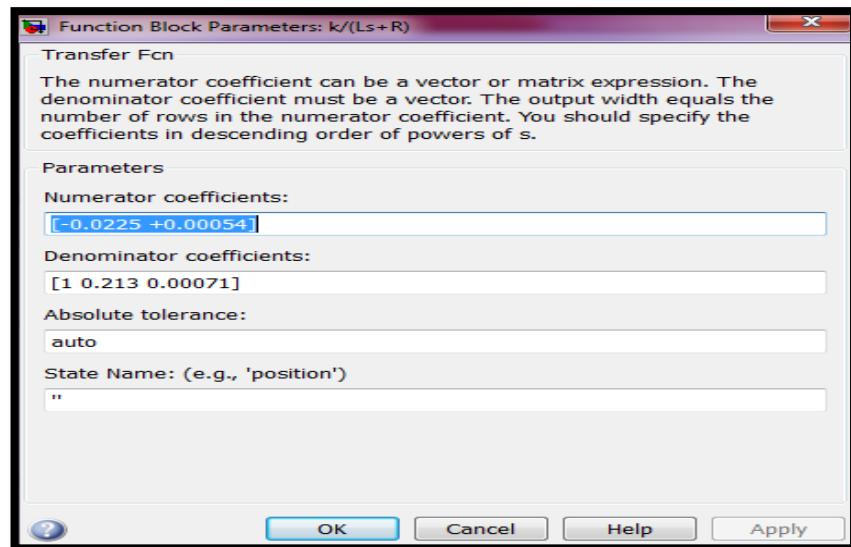 Function Block Parameters: k/(Ls+R)
Transfer Fcn
The numerator coefficient can be a vector or matrix expression. The
denominator coefficient must be a vector. The output width equals the
number of rows in the numerator coefficient. You should specify the
coefficients in descending order of powers of s.
Parameters
Numerator coefficients:
[-0.0225 +0.00054]
Denominator coefficients:
[1 0.213 0.00071]
Absolute tolerance:
auto
State Name: (e.g., 'position')
''
OK Cancel Help Apply